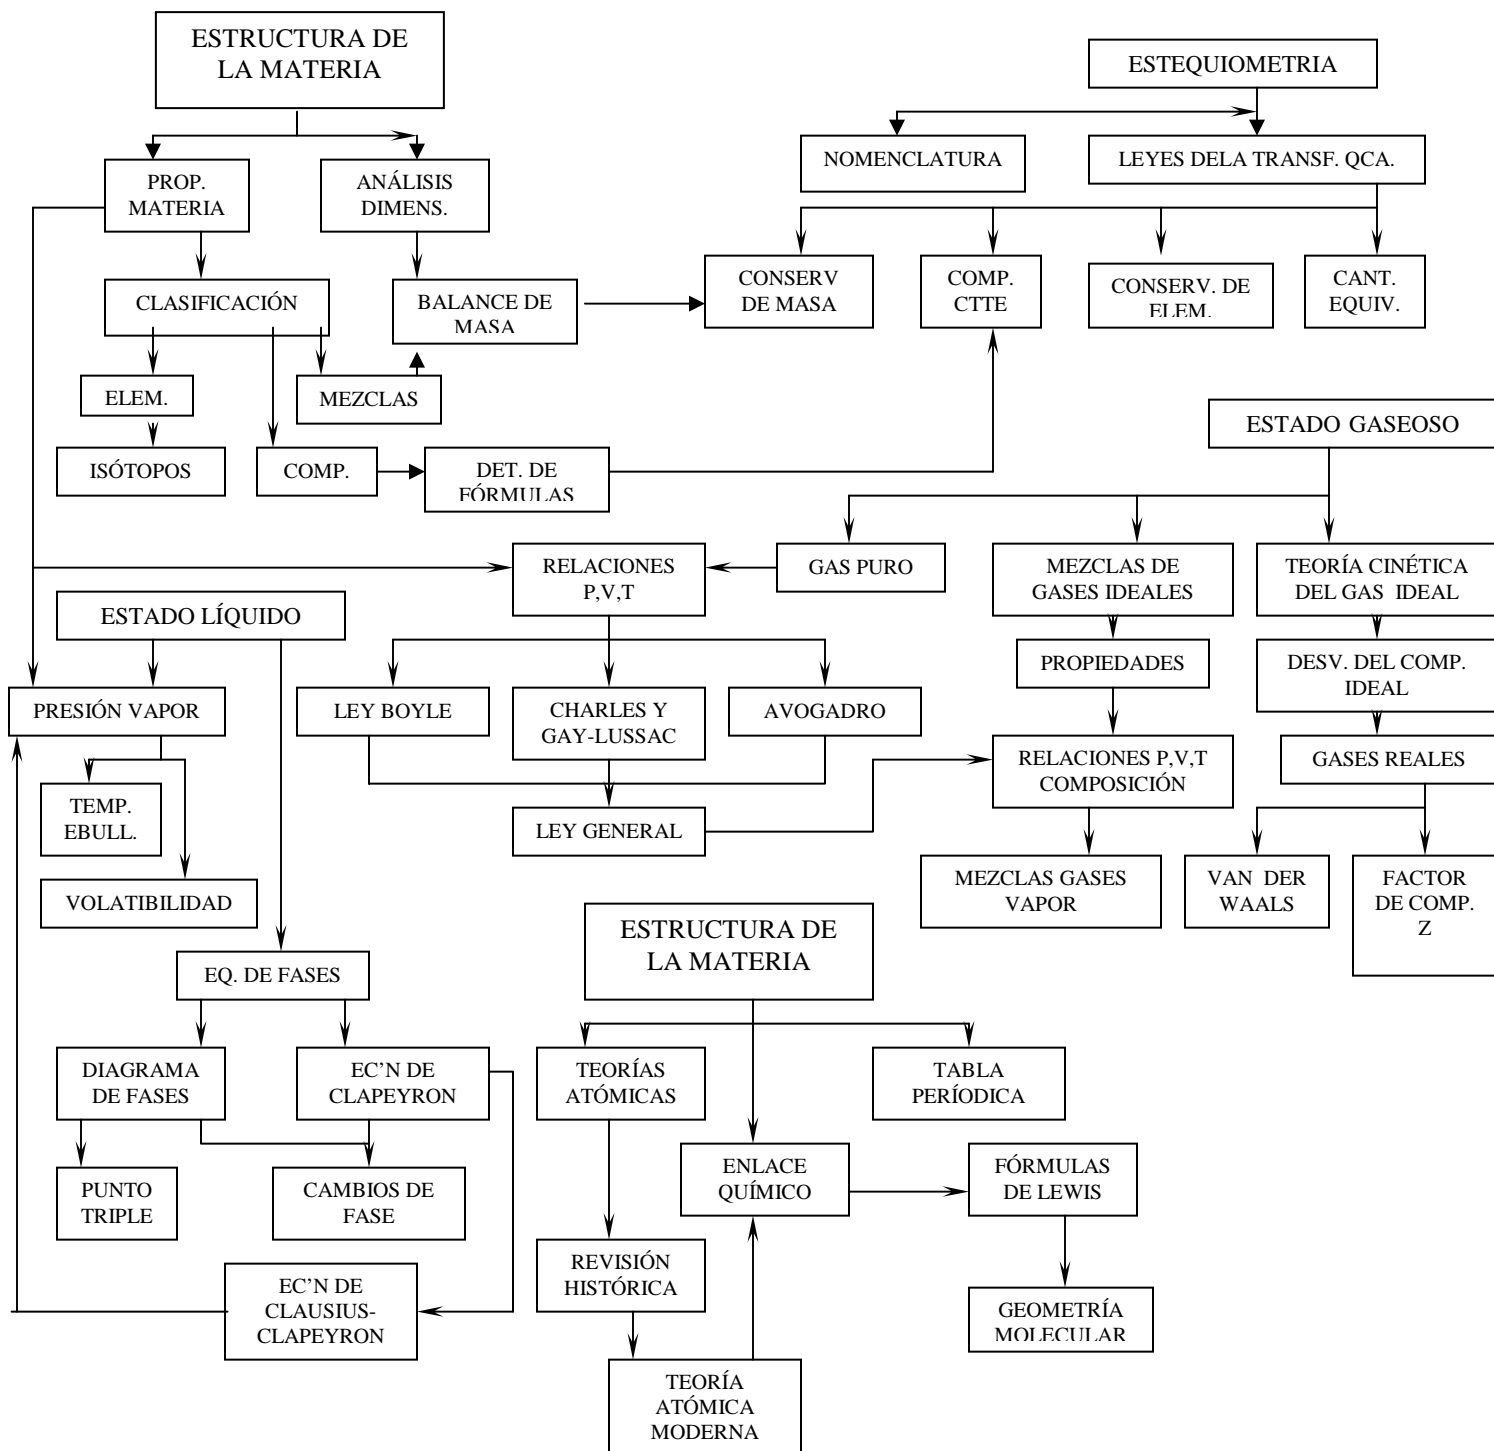 ESTRUCTURA DE
LA MATERIA
ESTEQUIOMETRIA
PROP.
MATERIA
ANÁLISIS
DIMENS.
NOMENCLATURA
LEYES DELA TRANSF. QCA.
CLASIFICACIÓN
BALANCE DE
MASA
CONSERV
DE MASA
COMP.
CTTE
CONSERV. DE
ELEM.
CANT.
EQUIV.
ELEM.
MEZCLAS
ISÓTOPOS
COMP.
DET. DE
FÓRMULAS
ESTADO GASEOSO
RELACIONES
P,V,T
GAS PURO
MEZCLAS DE
GASES IDEALES
TEORÍA CINÉTICA
DEL GAS IDEAL
ESTADO LÍQUIDO
PROPIEDADES
DESV. DEL COMP.
IDEAL
PRESIÓN VAPOR
LEY BOYLE
CHARLES Y
GAY-LUSSAC
AVOGADRO
RELACIONES P,V,T
COMPOSICIÓN
GASES REALES
TEMP.
EBULL.
LEY GENERAL
VOLATIBILIDAD
MEZCLAS GASES
VAPOR
VAN DER
WAALS
FACTOR
DE COMP.
Z
ESTRUCTURA DE
LA MATERIA
EQ. DE FASES
DIAGRAMA
DE FASES
EC’N DE
CLAPEYRON
TEORÍAS
ATÓMICAS
TABLA
PERÍODICA
PUNTO
TRIPLE
CAMBIOS DE
FASE
ENLACE
QUÍMICO
FÓRMULAS
DE LEWIS
REVISIÓN
HISTÓRICA
EC’N DE
CLAUSIUS-
CLAPEYRON
GEOMETRÍA
MOLECULAR
TEORÍA
ATÓMICA
MODERNA